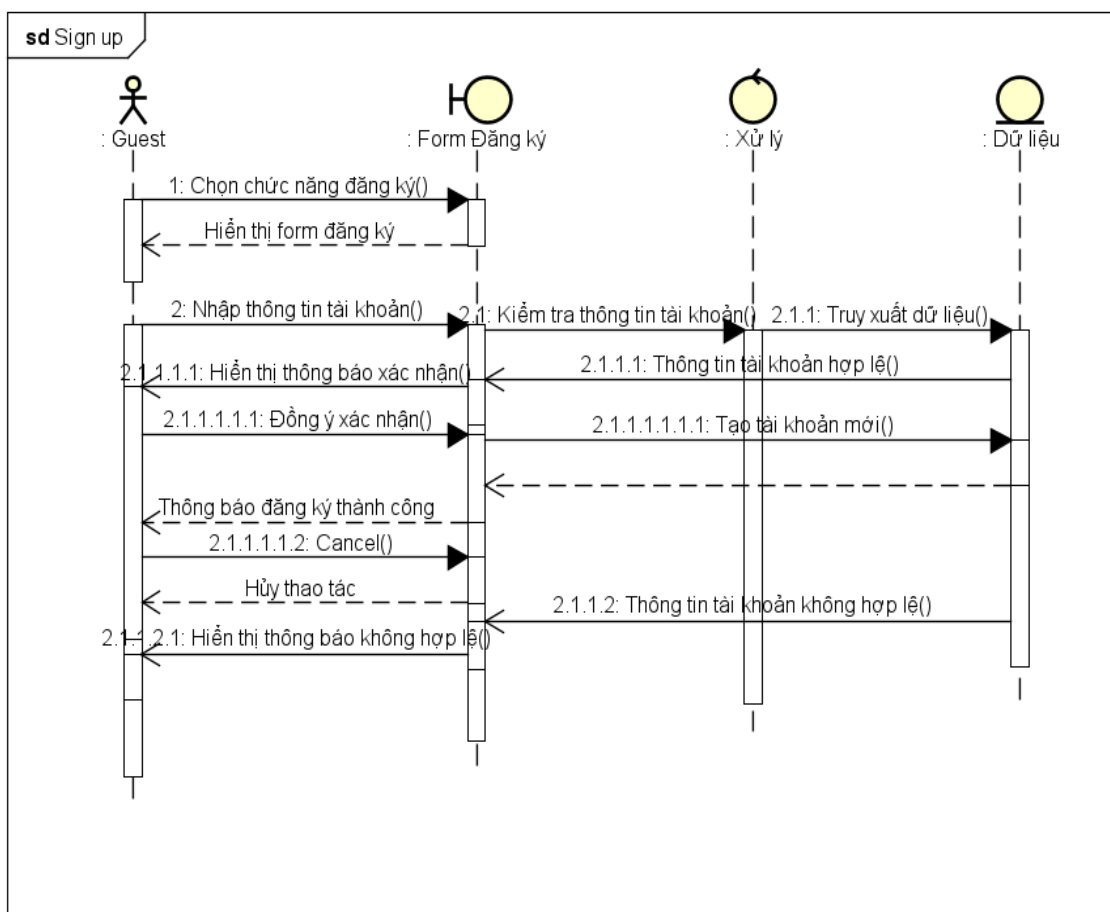 sd Sign up
: Guest
: Form Đăng ký
: Xử lý
: Dữ liệu
1: Chọn chức năng đăng ký()
Hiển thị form đăng ký
2: Nhập thông tin tài khoản()
2.1: Kiểm tra thông tin tài khoản()
2.1.1: Truy xuất dữ liệu()
2.1.1.1: Thông tin tài khoản hợp lệ()
2.1.1.1.1: Hiển thị thông báo xác nhận()
2.1.1.1.1.1: Đồng ý xác nhận()
2.1.1.1.1.1.1: Tạo tài khoản mới()
Thông báo đăng ký thành công
2.1.1.1.1.2: Cancel()
Hủy thao tác
2.1.1.2: Thông tin tài khoản không hợp lệ()
2.1.1.2.1: Hiển thị thông báo không hợp lệ()